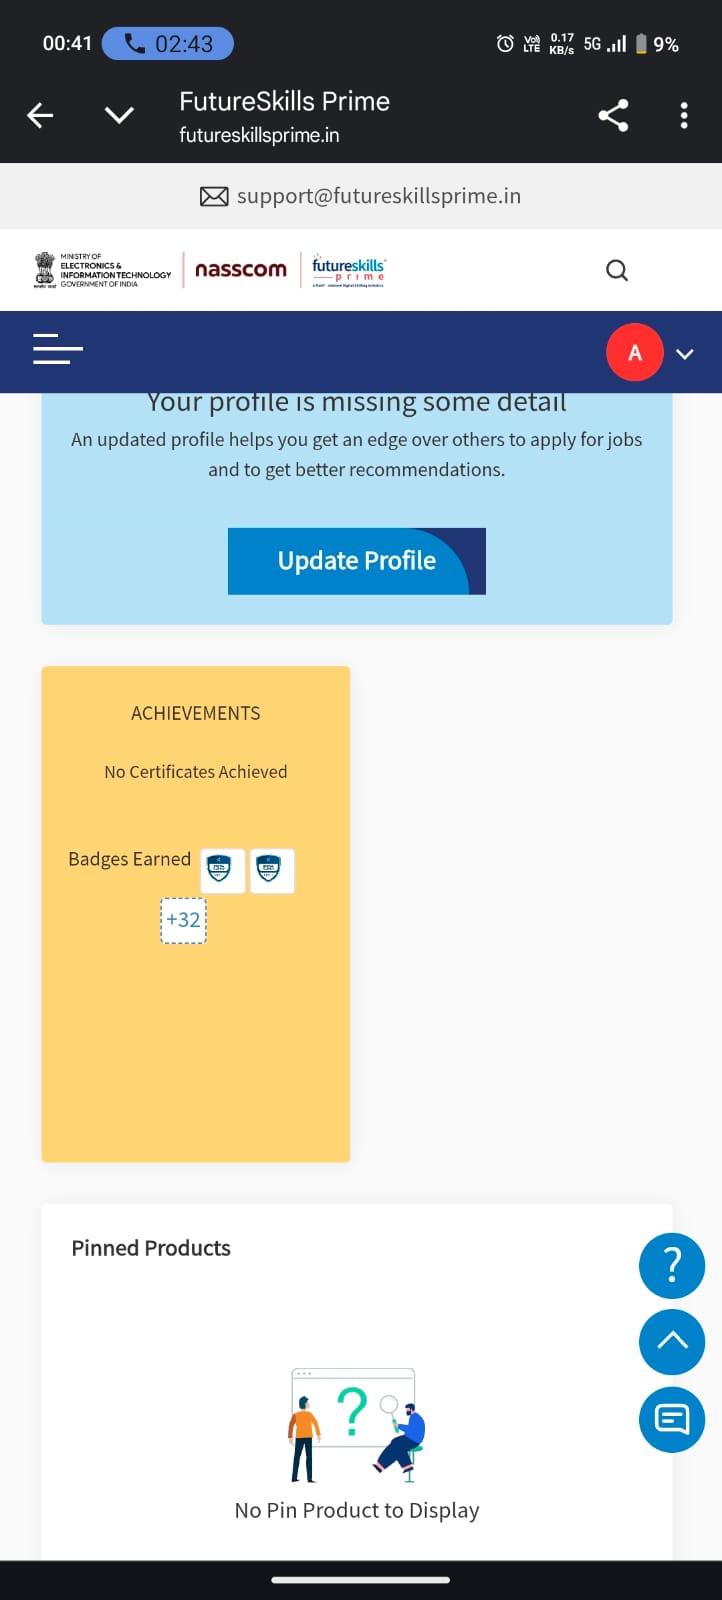 00:41
02:43
Vo)
LTE
0.17
KB/s
5G
9%
FutureSkills Prime
futureskillsprime.in
support@futureskillsprime.in
MINISTRY OF
ELECTRONICS &
INFORMATION TECHNOLOGY
GOVERNMENT OF INDIA
nasscom
futureskills
prime
A
Your profile is missing some detail
An updated profile helps you get an edge over others to apply for jobs
and to get better recommendations.
Update Profile
ACHIEVEMENTS
No Certificates Achieved
Badges Earned
+32
Pinned Products
?
?
No Pin Product to Display